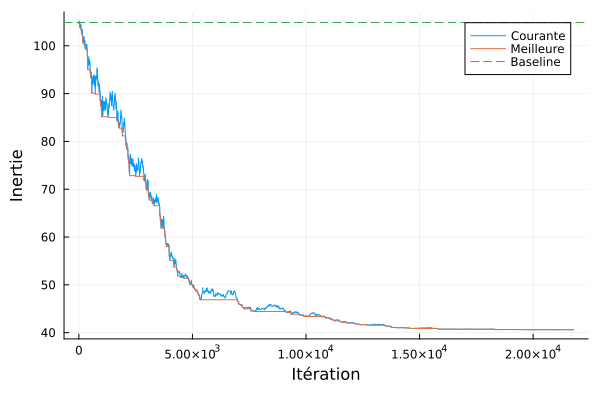 Courante
Meilleure
Baseline
100
90
80
70
60
50
40
Inertie
0
5.00×10³
1.00×10⁴
1.50×10⁴
2.00×10⁴
Itération